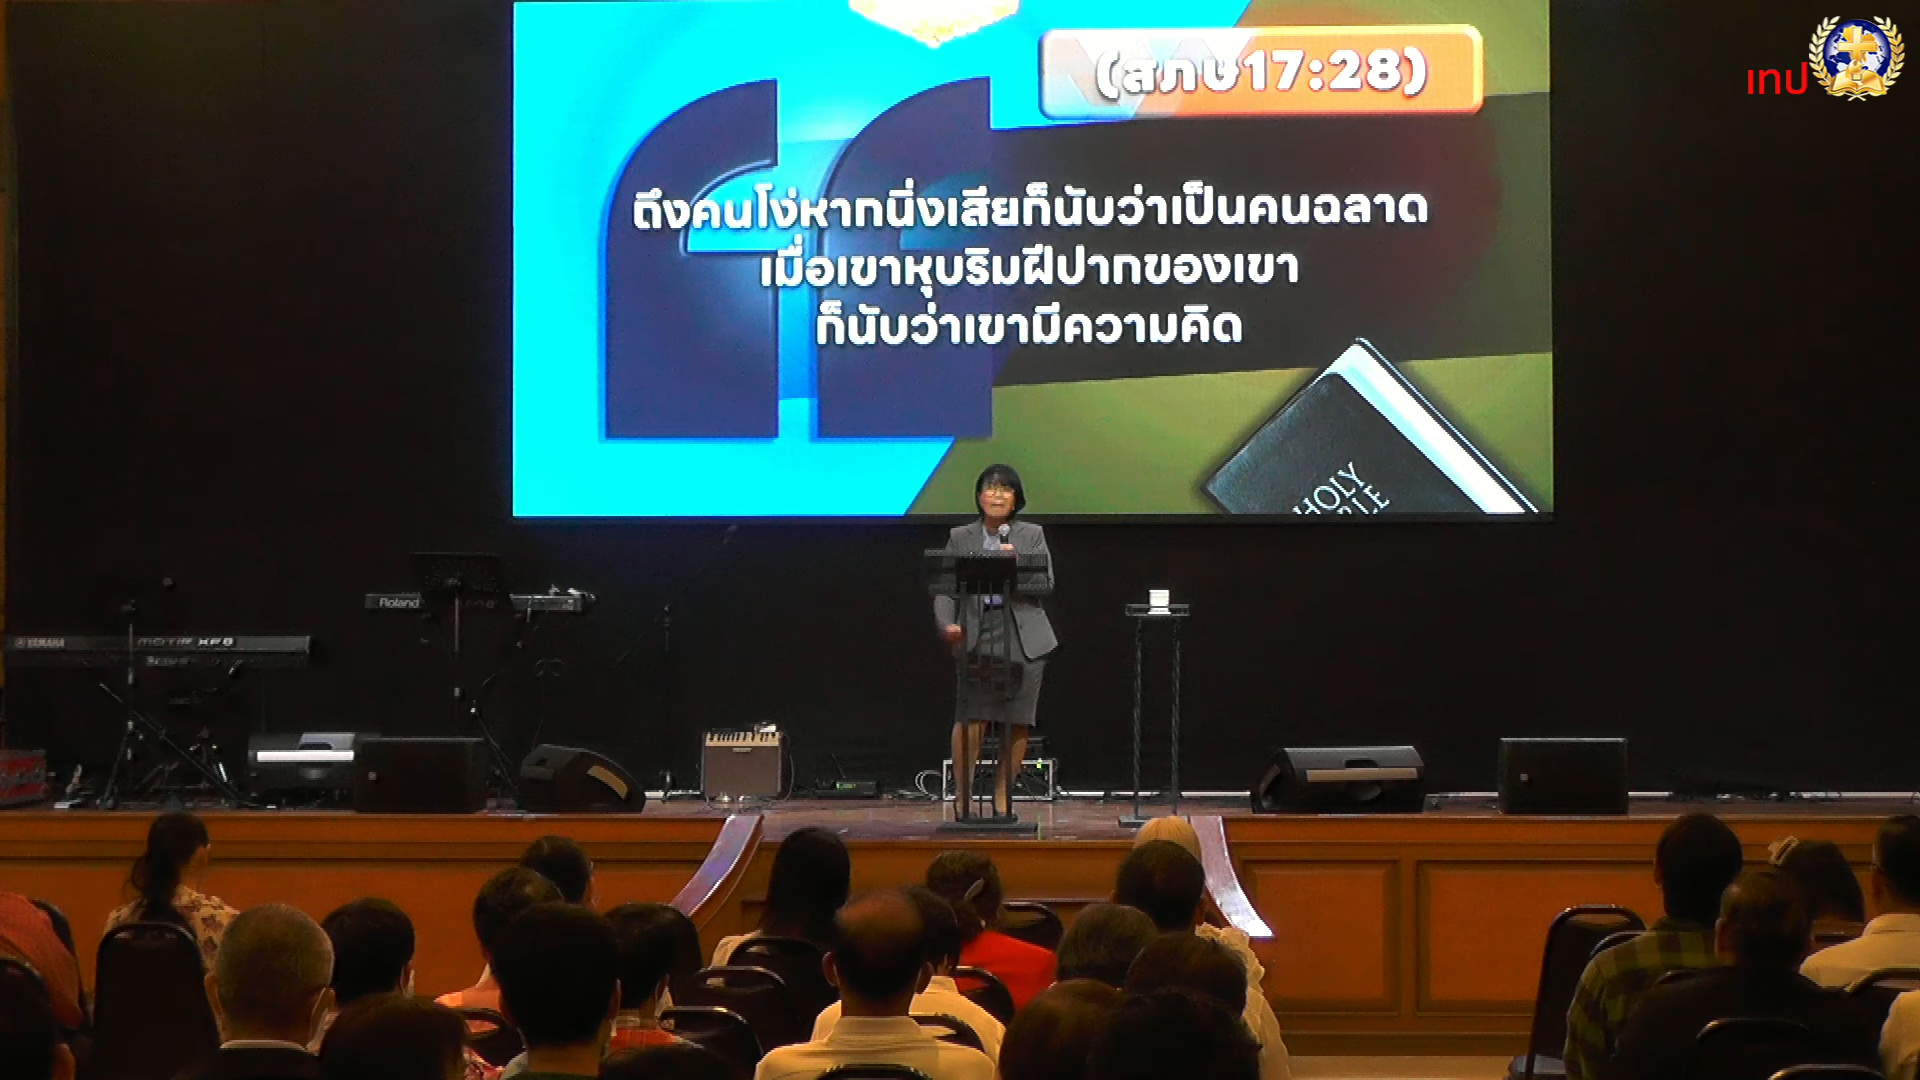 (สภษ17:28)
เทป
ถึงคนโง่หากนิ่งเสียก็นับว่าเป็นคนฉลาด
เมื่อเขาหุบริมฝีปากของเขา
ก็นับว่าเขามีความคิด
HOLY
Roland
YAMAHA
MOTIF XF8